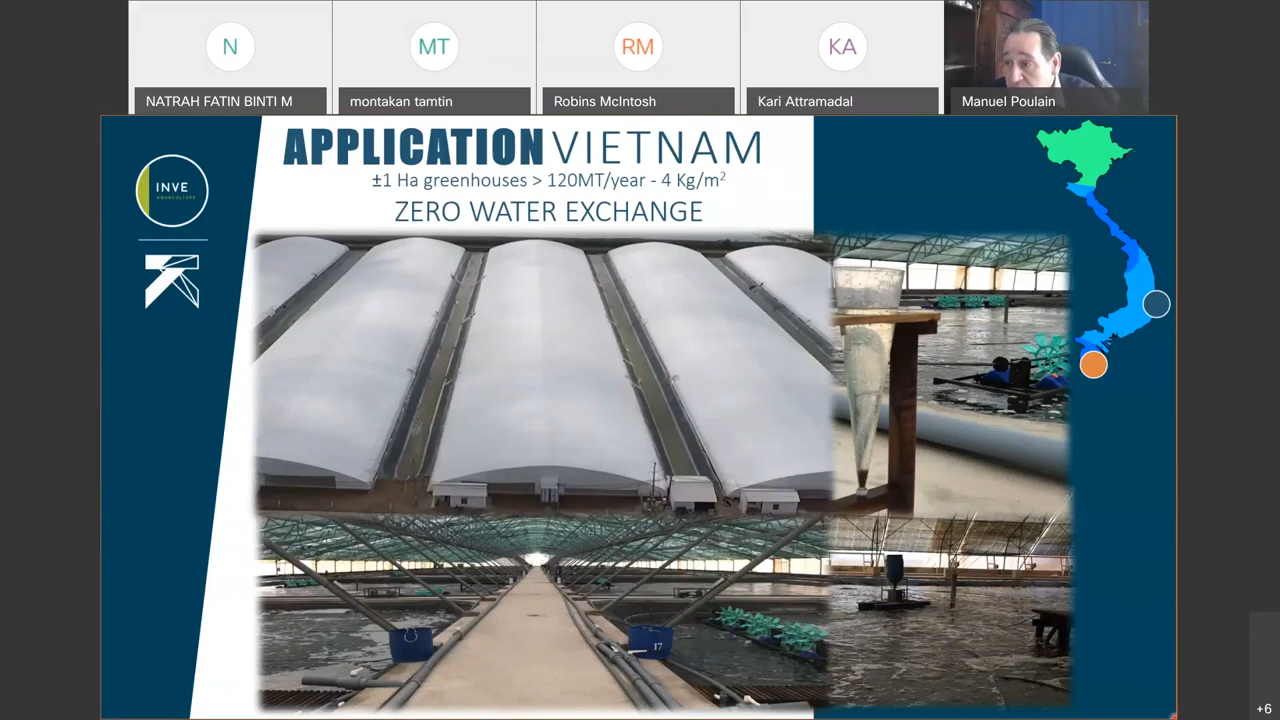 N
MT
RM
KA
NATRAH FATIN BINTI M
montakan tamtin
Robins McIntosh
Kari Attramadal
Manuel Poulain
APPLICATION VIETNAM
±1 Ha greenhouses > 120MT/year - 4 Kg/m²
ZERO WATER EXCHANGE
INVE
AQUACULTURE
17
+6